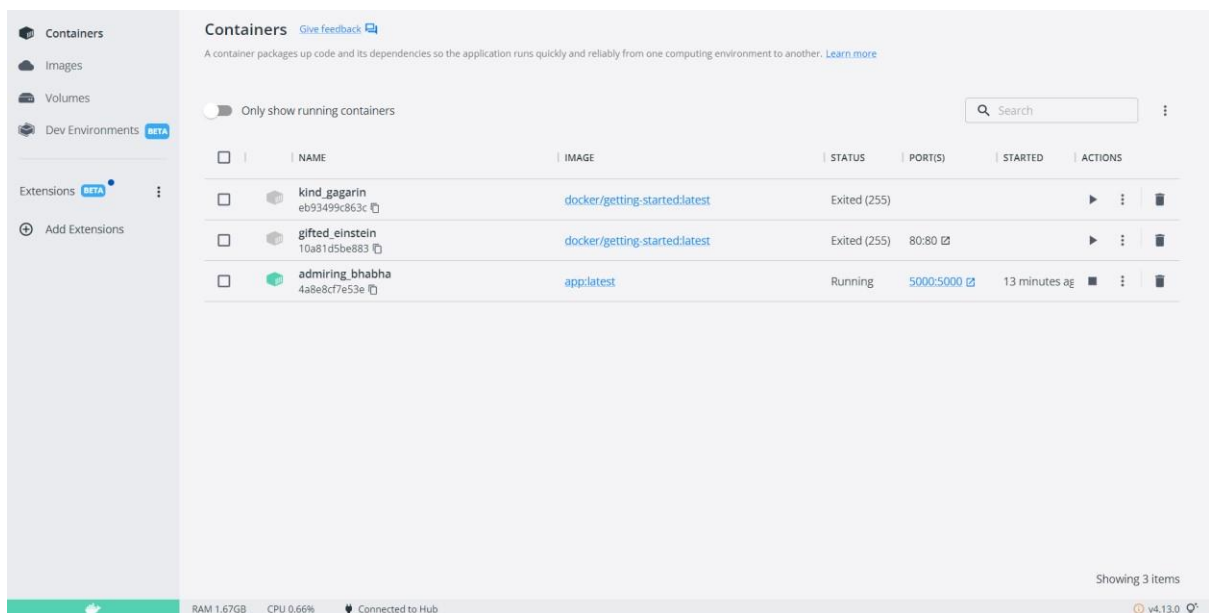 Containers
Images
Volumes
Dev Environments BETA
Extensions BETA
Add Extensions
Containers Give feedback
A container packages up code and its dependencies so the application runs quickly and reliably from one computing environment to another. Learn more
Only show running containers
Search
NAME IMAGE STATUS PORT(S) STARTED ACTIONS
kind_gagarin docker/getting-started:latest Exited (255)
eb93499c863c
gifted_einstein docker/getting-started:latest Exited (255) 80:80
10a81d5be883
admiring_bhabha app:latest Running 5000:5000 13 minutes ag
4a8e8cf7e53e
Showing 3 items
RAM 1.67GB CPU 0.66% Connected to Hub v4.13.0